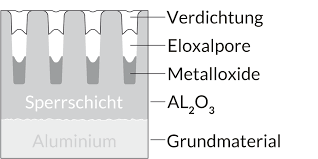 Verdichtung
Eloxalpore
Metalloxide
Sperrschicht
AL₂O₃
Aluminium
Grundmaterial